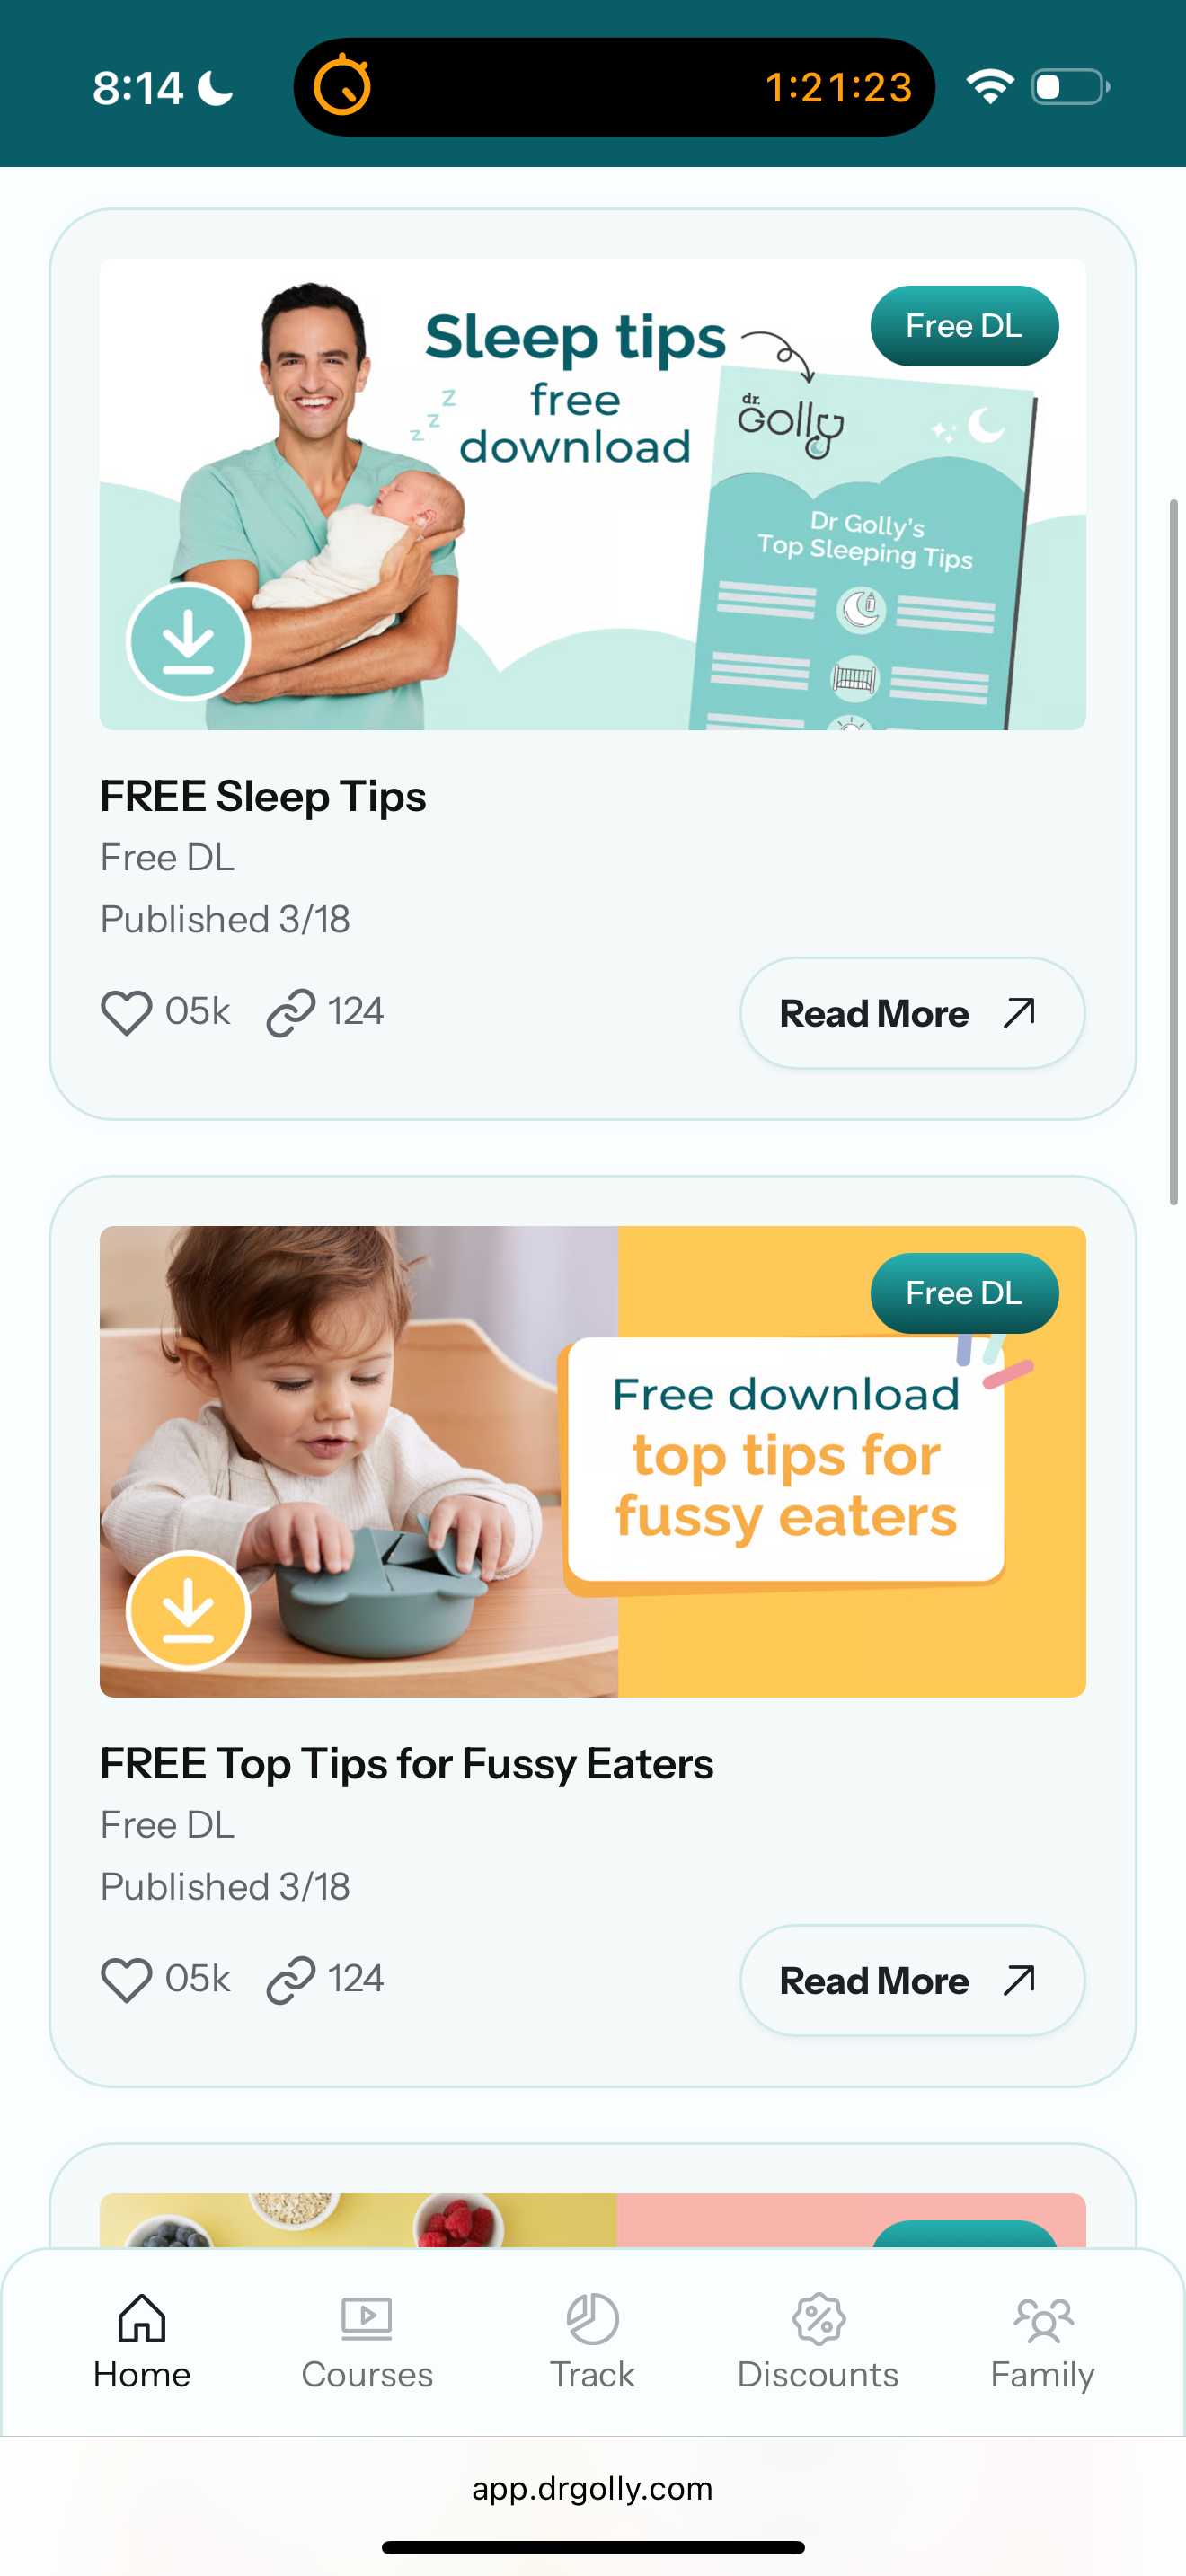 8:14
1:21:23
Sleep tips
free
download
z
z
z
Free DL
dr.
Golly
Dr Golly's
Top Sleeping Tips
FREE Sleep Tips
Free DL
Published 3/18
05k 124
Read More
Free DL
Free download
top tips for
fussy eaters
FREE Top Tips for Fussy Eaters
Free DL
Published 3/18
05k 124
Read More
Home Courses Track Discounts Family
app.drgolly.com